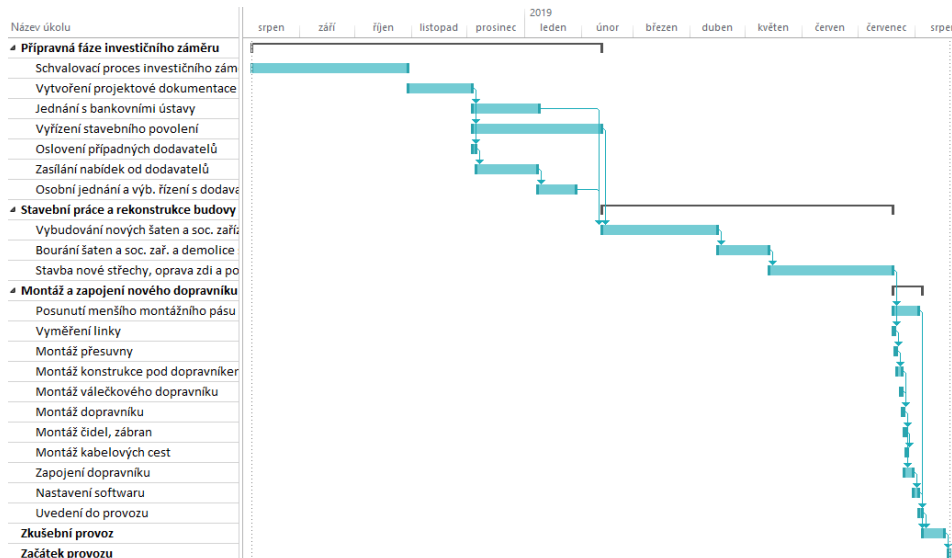 2019
Název úkolu
srpen září říjen listopad prosinec leden únor březen duben květen červen červenec srpen
Přípravná fáze investičního záměru
Schvalovací proces investičního zám
Vytvoření projektové dokumentace
Jednání s bankovními ústavy
Vyřízení stavebního povolení
Oslovení případných dodavatelů
Zasílání nabídek od dodavatelů
Osobní jednání a výb. řízení s dodava
Stavební práce a rekonstrukce budovy
Vybudování nových šaten a soc. zaříz
Bourání šaten a soc. zař. a demolice
Stavba nové střechy, oprava zdi a po
Montáž a zapojení nového dopravníku
Posunutí menšího montážního pásu
Vyměření linky
Montáž přesuvny
Montáž konstrukce pod dopravníkem
Montáž válečkového dopravníku
Montáž dopravníku
Montáž čidel, zábran
Montáž kabelových cest
Zapojení dopravníku
Nastavení softwaru
Uvedení do provozu
Zkušební provoz
Začátek provozu